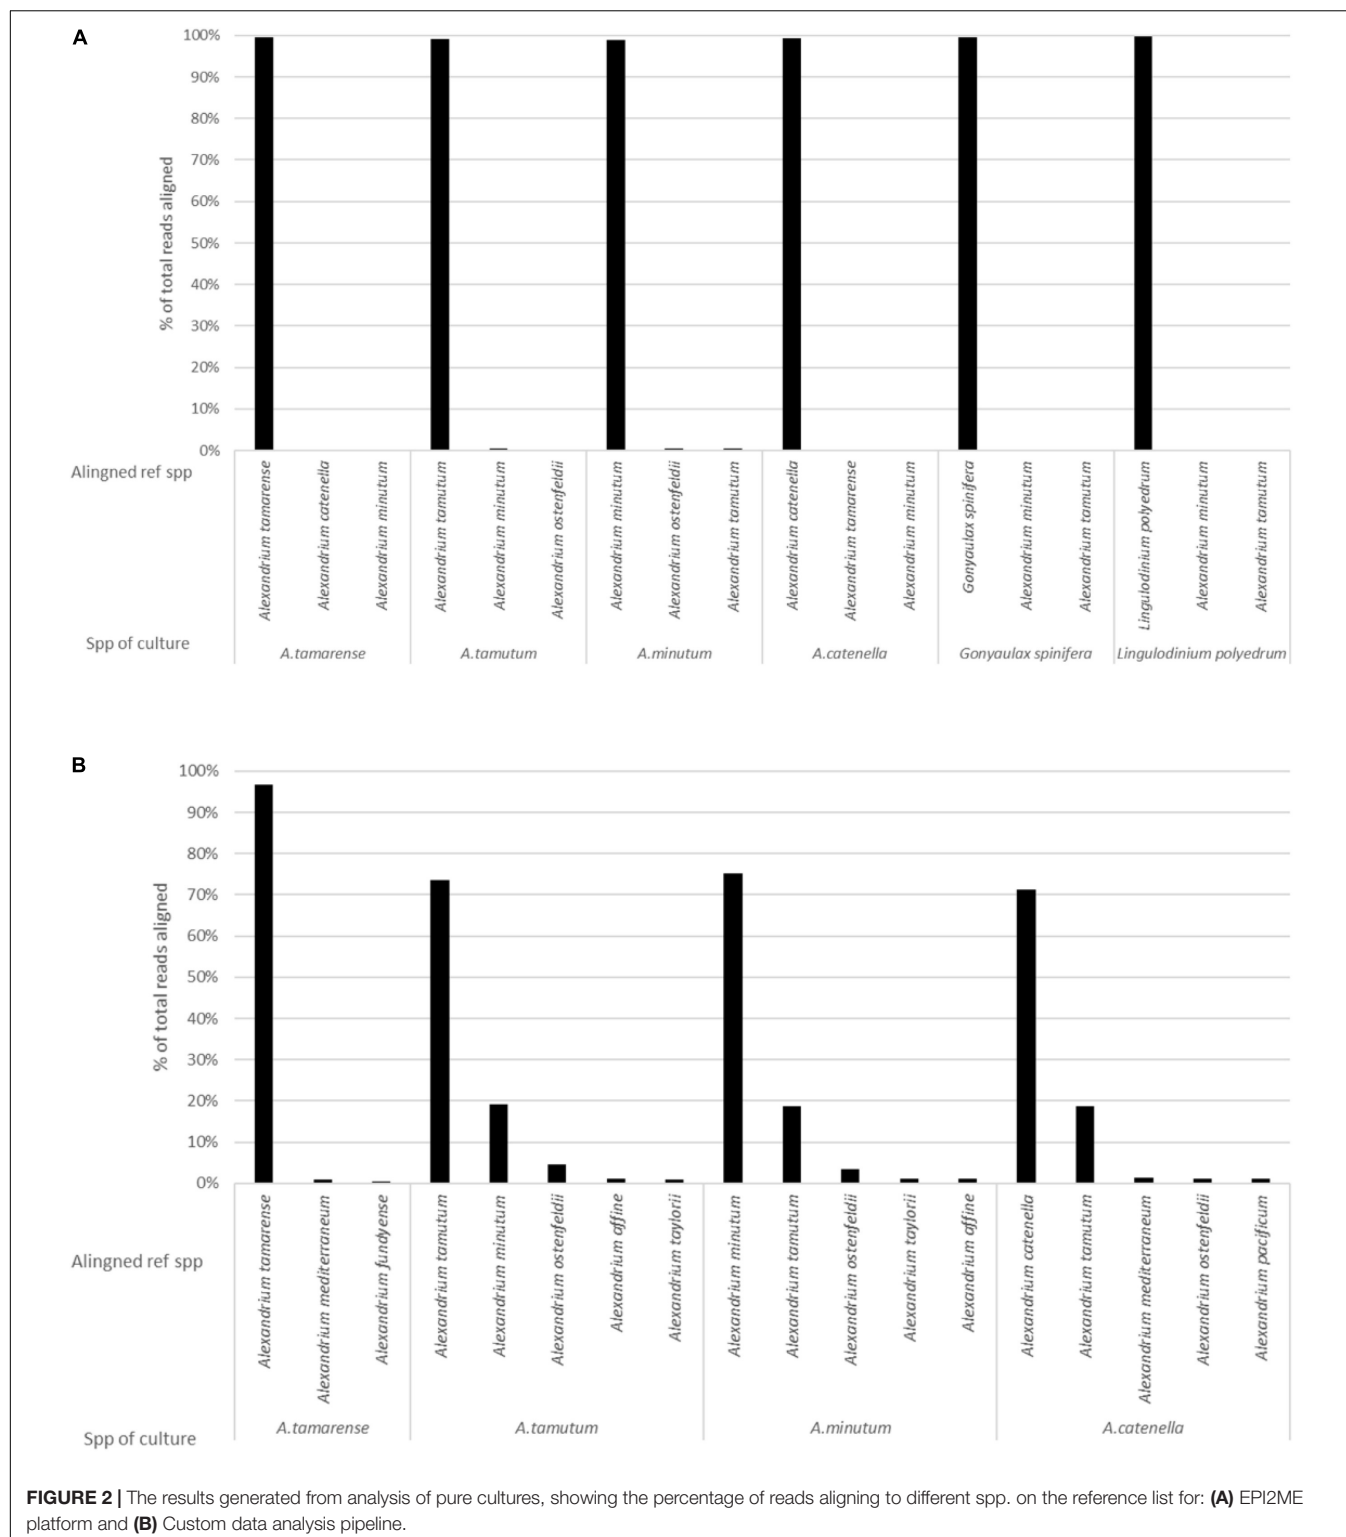 A
100%
90%
80%
70%
60%
50%
40%
30%
20%
10%
0%
% of total reads aligned
Alingned ref spp
Alexandrium tamarense
Alexandrium catenella
Alexandrium minutum
Alexandrium tamutum
Alexandrium minutum
Alexandrium ostenfeldii
Alexandrium minutum
Alexandrium ostenfeldii
Alexandrium tamutum
Alexandrium catenella
Alexandrium tamarense
Alexandrium minutum
Gonyaulax spinifera
Alexandrium minutum
Alexandrium tamutum
Lingulodinium polyedrum
Alexandrium minutum
Alexandrium tamutum
Spp of culture
A.tamarense
A.tamutum
A.minutum
A.catenella
Gonyaulax spinifera
Lingulodinium polyedrum
B
100%
90%
80%
70%
60%
50%
40%
30%
20%
10%
0%
% of total reads aligned
Alingned ref spp
Alexandrium tamarense
Alexandrium mediterraneum
Alexandrium fundyense
Alexandrium tamutum
Alexandrium minutum
Alexandrium ostenfeldii
Alexandrium affine
Alexandrium taylorii
Alexandrium minutum
Alexandrium tamutum
Alexandrium ostenfeldii
Alexandrium taylorii
Alexandrium affine
Alexandrium catenella
Alexandrium tamutum
Alexandrium mediterraneum
Alexandrium ostenfeldii
Alexandrium pacificum
Spp of culture
A.tamarense
A.tamutum
A.minutum
A.catenella
FIGURE 2 | The results generated from analysis of pure cultures, showing the percentage of reads aligning to different spp. on the reference list for: (A) EPI2ME
platform and (B) Custom data analysis pipeline.